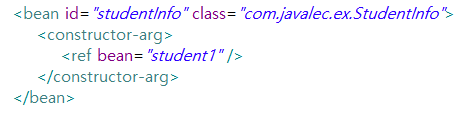 <bean id="studentInfo" class="com.javalec.ex.StudentInfo">
<constructor-arg>
<ref bean="student1" />
</constructor-arg>
</bean>